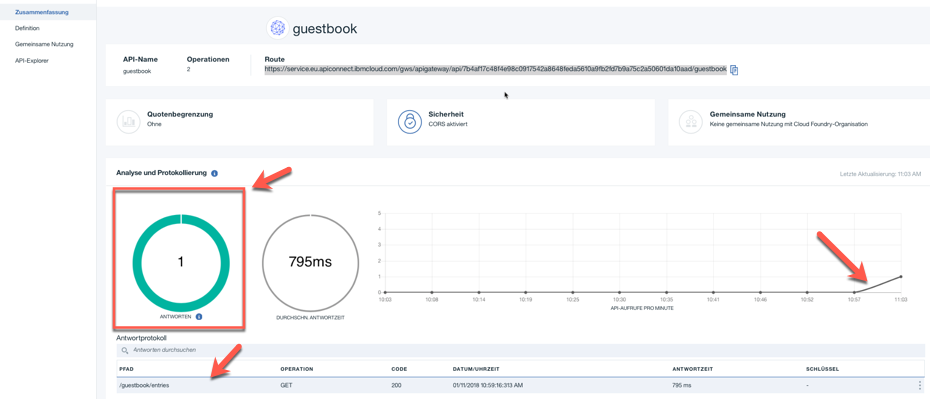 Zusammenfassung
Definition
Gemeinsame Nutzung
API-Explorer
guestbook
API-Name
guestbook
Operationen
2
Route
https://service.eu.apiconnect.ibmcloud.com/gws/apigateway/api/7b4af17c48f4e98c0917542a8648feda5610a9fb2fd7b9a75c2a50601da10aad/guestbook
Quotenbegrenzung
Ohne
Sicherheit
CORS aktiviert
Gemeinsame Nutzung
Keine gemeinsame Nutzung mit Cloud Foundry-Organisation
Analyse und Protokollierung
Letzte Aktualisierung: 11:03 AM
1
ANTWORTEN
795ms
DURCHSCHN. ANTWORTZEIT
5
4
3
2
1
0
10:03 10:08 10:14 10:19 10:25 10:30 10:35 10:41 10:46 10:52 10:57 11:03
API-AUFRUFE PRO MINUTE
Antwortprotokoll
Antworten durchsuchen
PFAD OPERATION CODE DATUM/UHRZEIT ANTWORTZEIT SCHLÜSSEL
/guestbook/entries GET 200 01/11/2018 10:59:16:313 AM 795 ms -